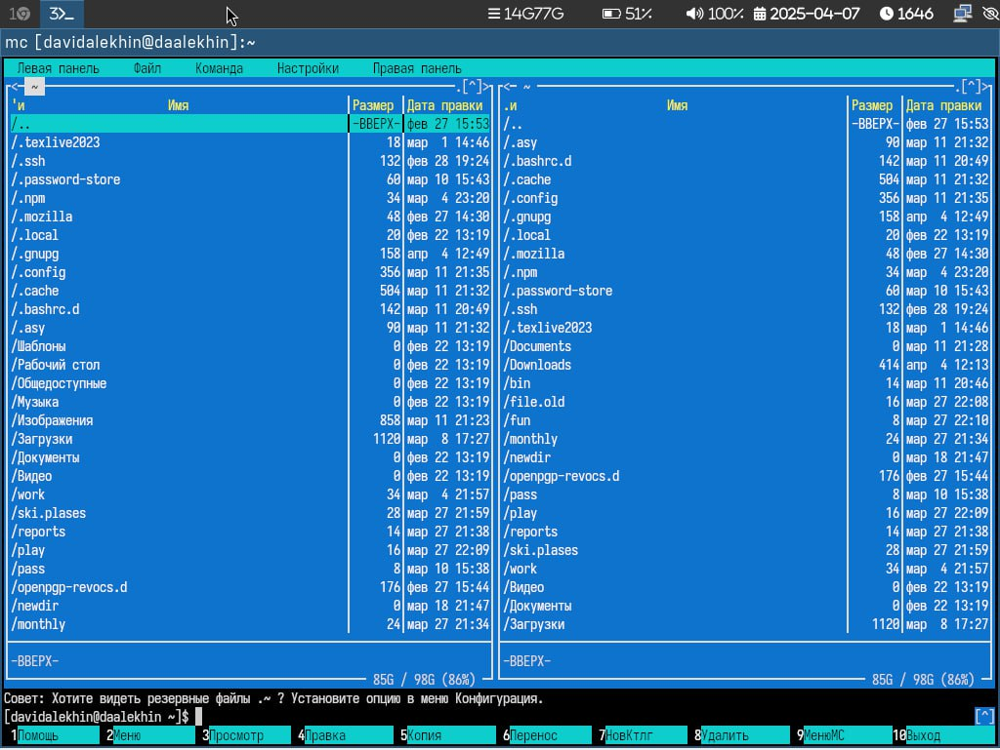 1 3 14G77G 51% 100% 2025-04-07 1646
mc [davidalekhin@daalekhin]:~
Левая панель Файл Команда Настройки Правая панель
<- ~ .[^]> <- ~ .[^]>
'и Имя Размер Дата правки .и Имя Размер Дата правки
/.. -ВВЕРХ- фев 27 15:53 /.. -ВВЕРХ- фев 27 15:53
/.texlive2023 18 мар 1 14:46 /.asy 90 мар 11 21:32
/.ssh 132 фев 28 19:24 /.bashrc.d 142 мар 11 20:49
/.password-store 60 мар 10 15:43 /.cache 504 мар 11 21:32
/.npm 34 мар 4 23:20 /.config 356 мар 11 21:35
/.mozilla 48 фев 27 14:30 /.gnupg 158 апр 4 12:49
/.local 20 фев 22 13:19 /.local 20 фев 22 13:19
/.gnupg 158 апр 4 12:49 /.mozilla 48 фев 27 14:30
/.config 356 мар 11 21:35 /.npm 34 мар 4 23:20
/.cache 504 мар 11 21:32 /.password-store 60 мар 10 15:43
/.bashrc.d 142 мар 11 20:49 /.ssh 132 фев 28 19:24
/.asy 90 мар 11 21:32 /.texlive2023 18 мар 1 14:46
/Шаблоны 0 фев 22 13:19 /Documents 0 мар 11 21:28
/Рабочий стол 0 фев 22 13:19 /Downloads 414 апр 4 12:13
/Общедоступные 0 фев 22 13:19 /bin 14 мар 11 20:46
/Музыка 0 фев 22 13:19 /file.old 16 мар 27 22:08
/Изображения 858 мар 11 21:23 /fun 8 мар 27 22:10
/Загрузки 1120 мар 8 17:27 /monthly 24 мар 27 21:34
/Документы 0 фев 22 13:19 /newdir 0 мар 18 21:47
/Видео 0 фев 22 13:19 /openpgp-revocs.d 176 фев 27 15:44
/work 34 мар 4 21:57 /pass 8 мар 10 15:38
/ski.plases 28 мар 27 21:59 /play 16 мар 27 22:09
/reports 14 мар 27 21:38 /reports 14 мар 27 21:38
/play 16 мар 27 22:09 /ski.plases 28 мар 27 21:59
/pass 8 мар 10 15:38 /work 34 мар 4 21:57
/openpgp-revocs.d 176 фев 27 15:44 /Видео 0 фев 22 13:19
/newdir 0 мар 18 21:47 /Документы 0 фев 22 13:19
/monthly 24 мар 27 21:34 /Загрузки 1120 мар 8 17:27
-ВВЕРХ- -ВВЕРХ-
85G / 98G (86%) 85G / 98G (86%)
Совет: Хотите видеть резервные файлы .~ ? Установите опцию в меню Конфигурация.
[davidalekhin@daalekhin ~]$ [^]
1Помощь 2Меню 3Просмотр 4Правка 5Копия 6Перенос 7НовКтлг 8Удалить 9МенюМС 10Выход